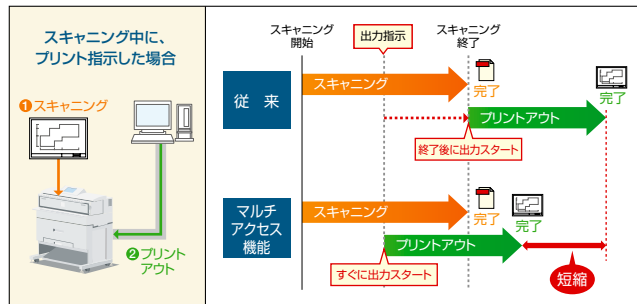 スキャニング中に、
プリント指示した場合
❶スキャニング
❷プリント
アウト
スキャニング
開始
出力指示
スキャニング
終了
従 来
スキャニング
完了
プリントアウト
完了
終了後に出力スタート
マルチ
アクセス
機能
スキャニング
完了
プリントアウト
完了
すぐに出力スタート
短縮